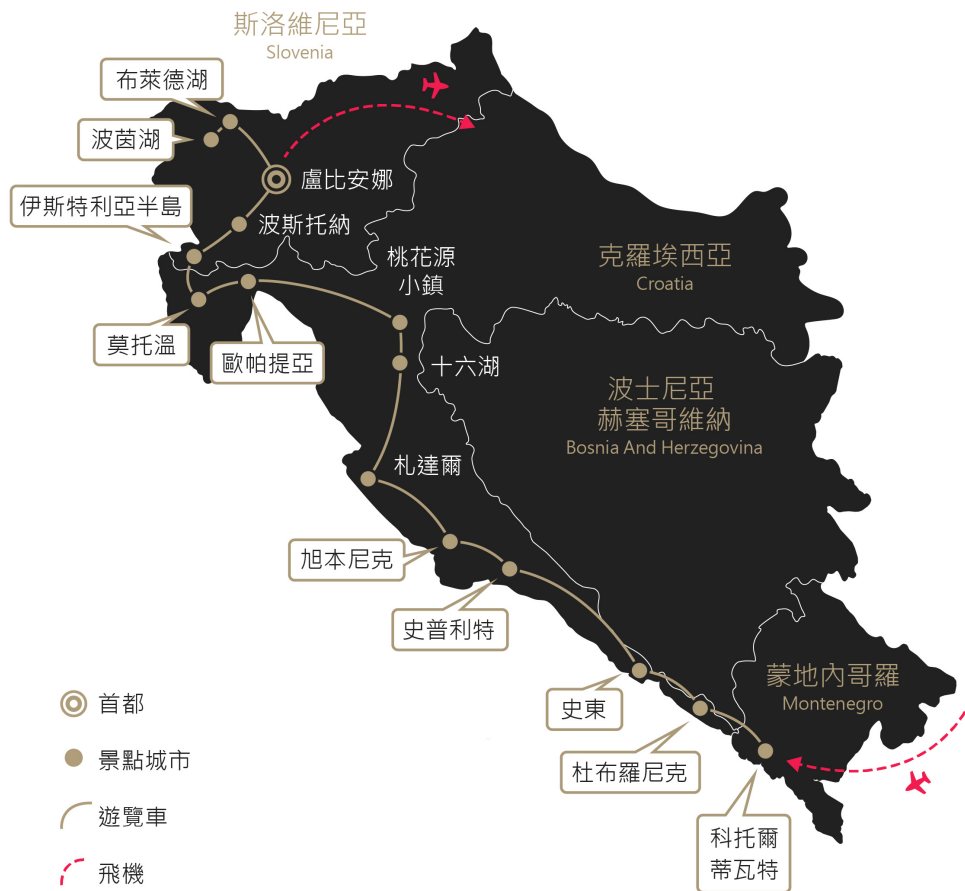 斯洛維尼亞
Slovenia
布萊德湖
波茵湖
盧比安娜
伊斯特利亞半島
波斯托納
桃花源
小鎮
克羅埃西亞
Croatia
莫托溫
歐帕提亞
十六湖
波士尼亞
赫塞哥維納
Bosnia And Herzegovina
札達爾
旭本尼克
史普利特
蒙地內哥羅
Montenegro
史東
杜布羅尼克
科托爾
蒂瓦特
首都
景點城市
遊覽車
飛機